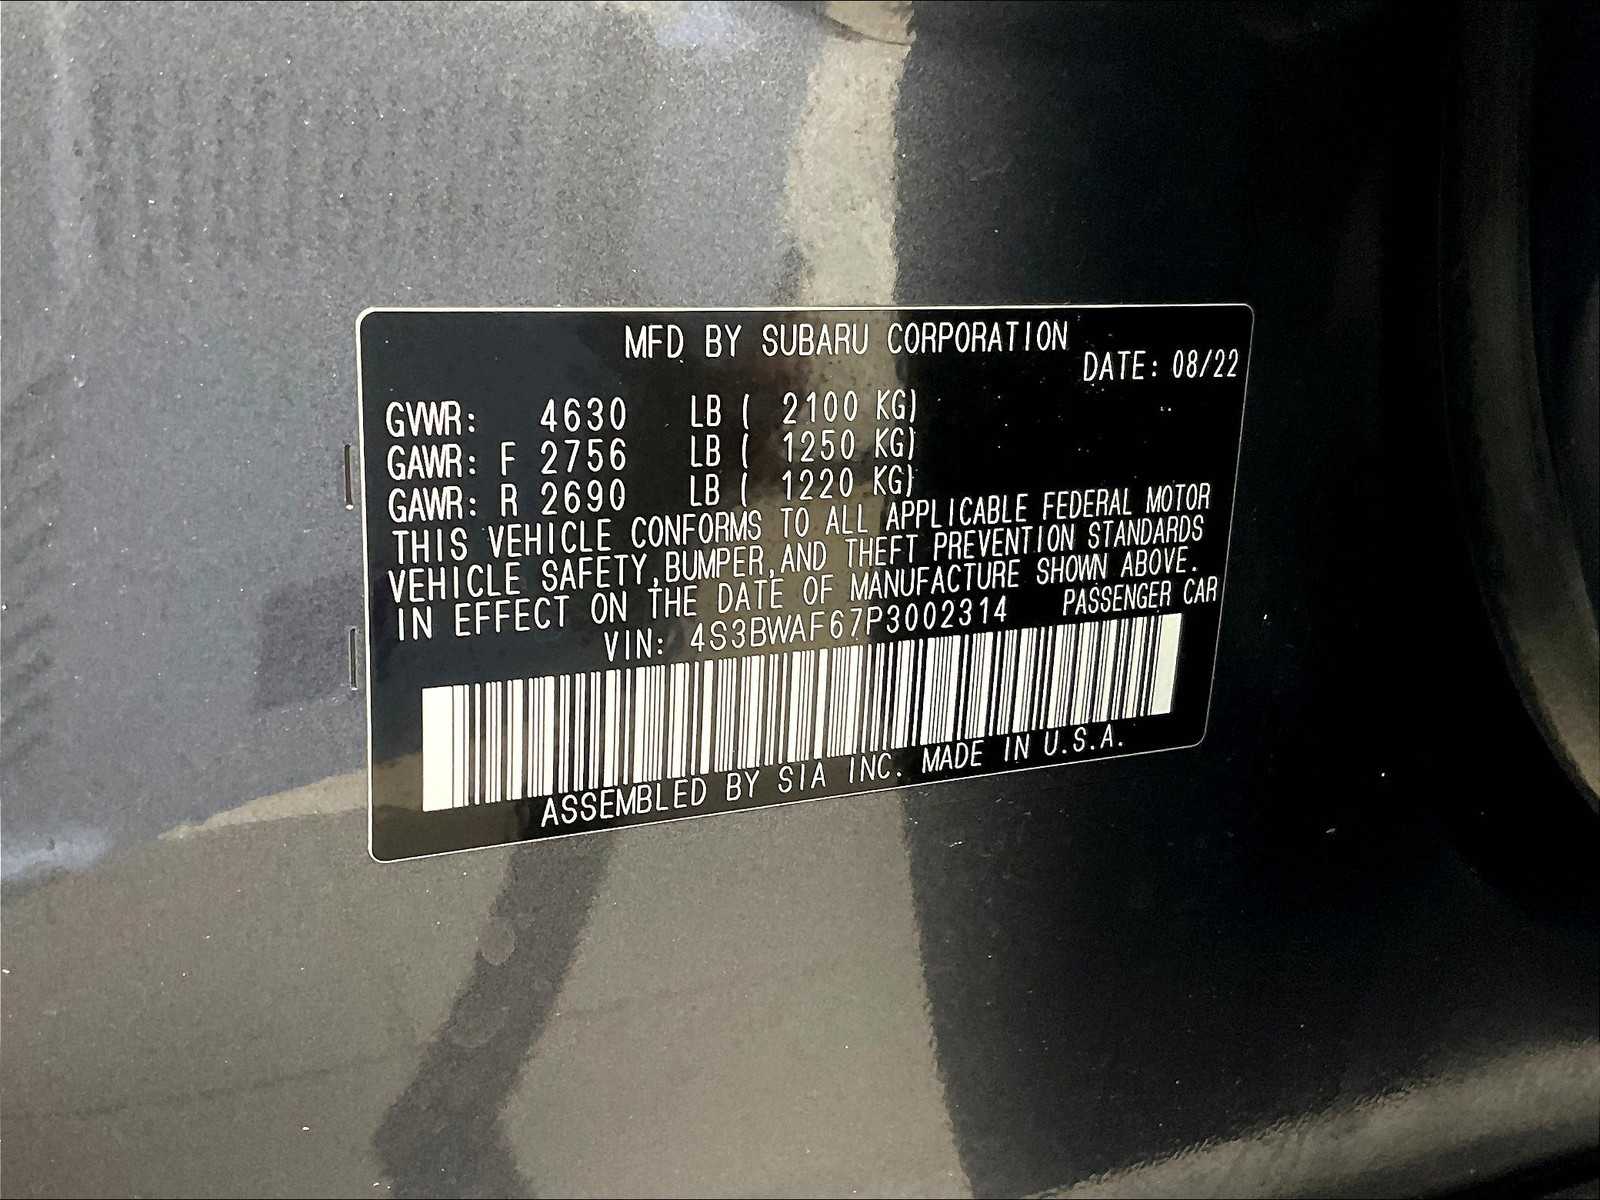 MFD BY SUBARU CORPORATION
DATE: 08/22
GVWR: 4630 LB ( 2100 KG)
GAWR: F 2756 LB ( 1250 KG)
GAWR: R 2690 LB ( 1220 KG)
THIS VEHICLE CONFORMS TO ALL APPLICABLE FEDERAL MOTOR
VEHICLE SAFETY,BUMPER,AND THEFT PREVENTION STANDARDS
IN EFFECT ON THE DATE OF MANUFACTURE SHOWN ABOVE.
VIN: 4S3BWAF67P3002314 PASSENGER CAR
ASSEMBLED BY SIA INC. MADE IN U.S.A.